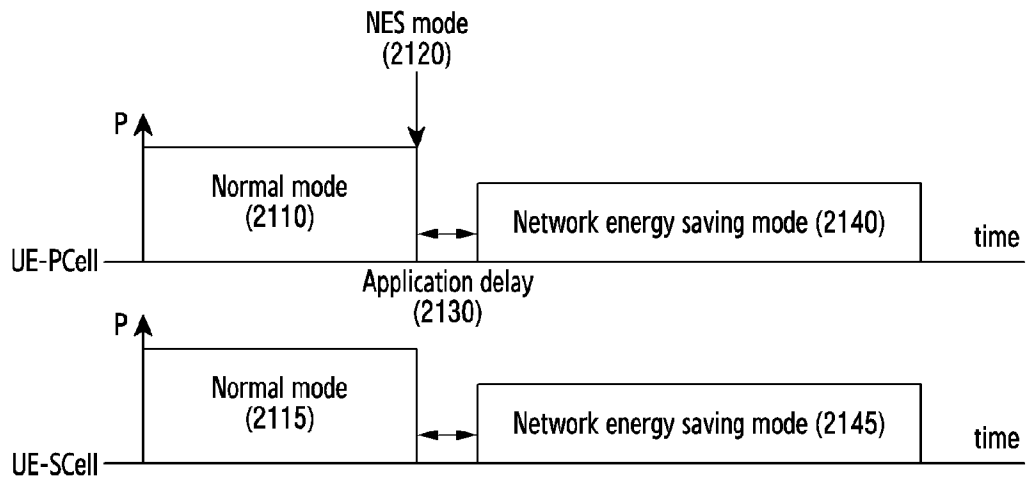 NES mode
(2120)
P
Normal mode
(2110)
Network energy saving mode (2140)
time
UE-PCell
Application delay
(2130)
P
Normal mode
(2115)
Network energy saving mode (2145)
time
UE-SCell